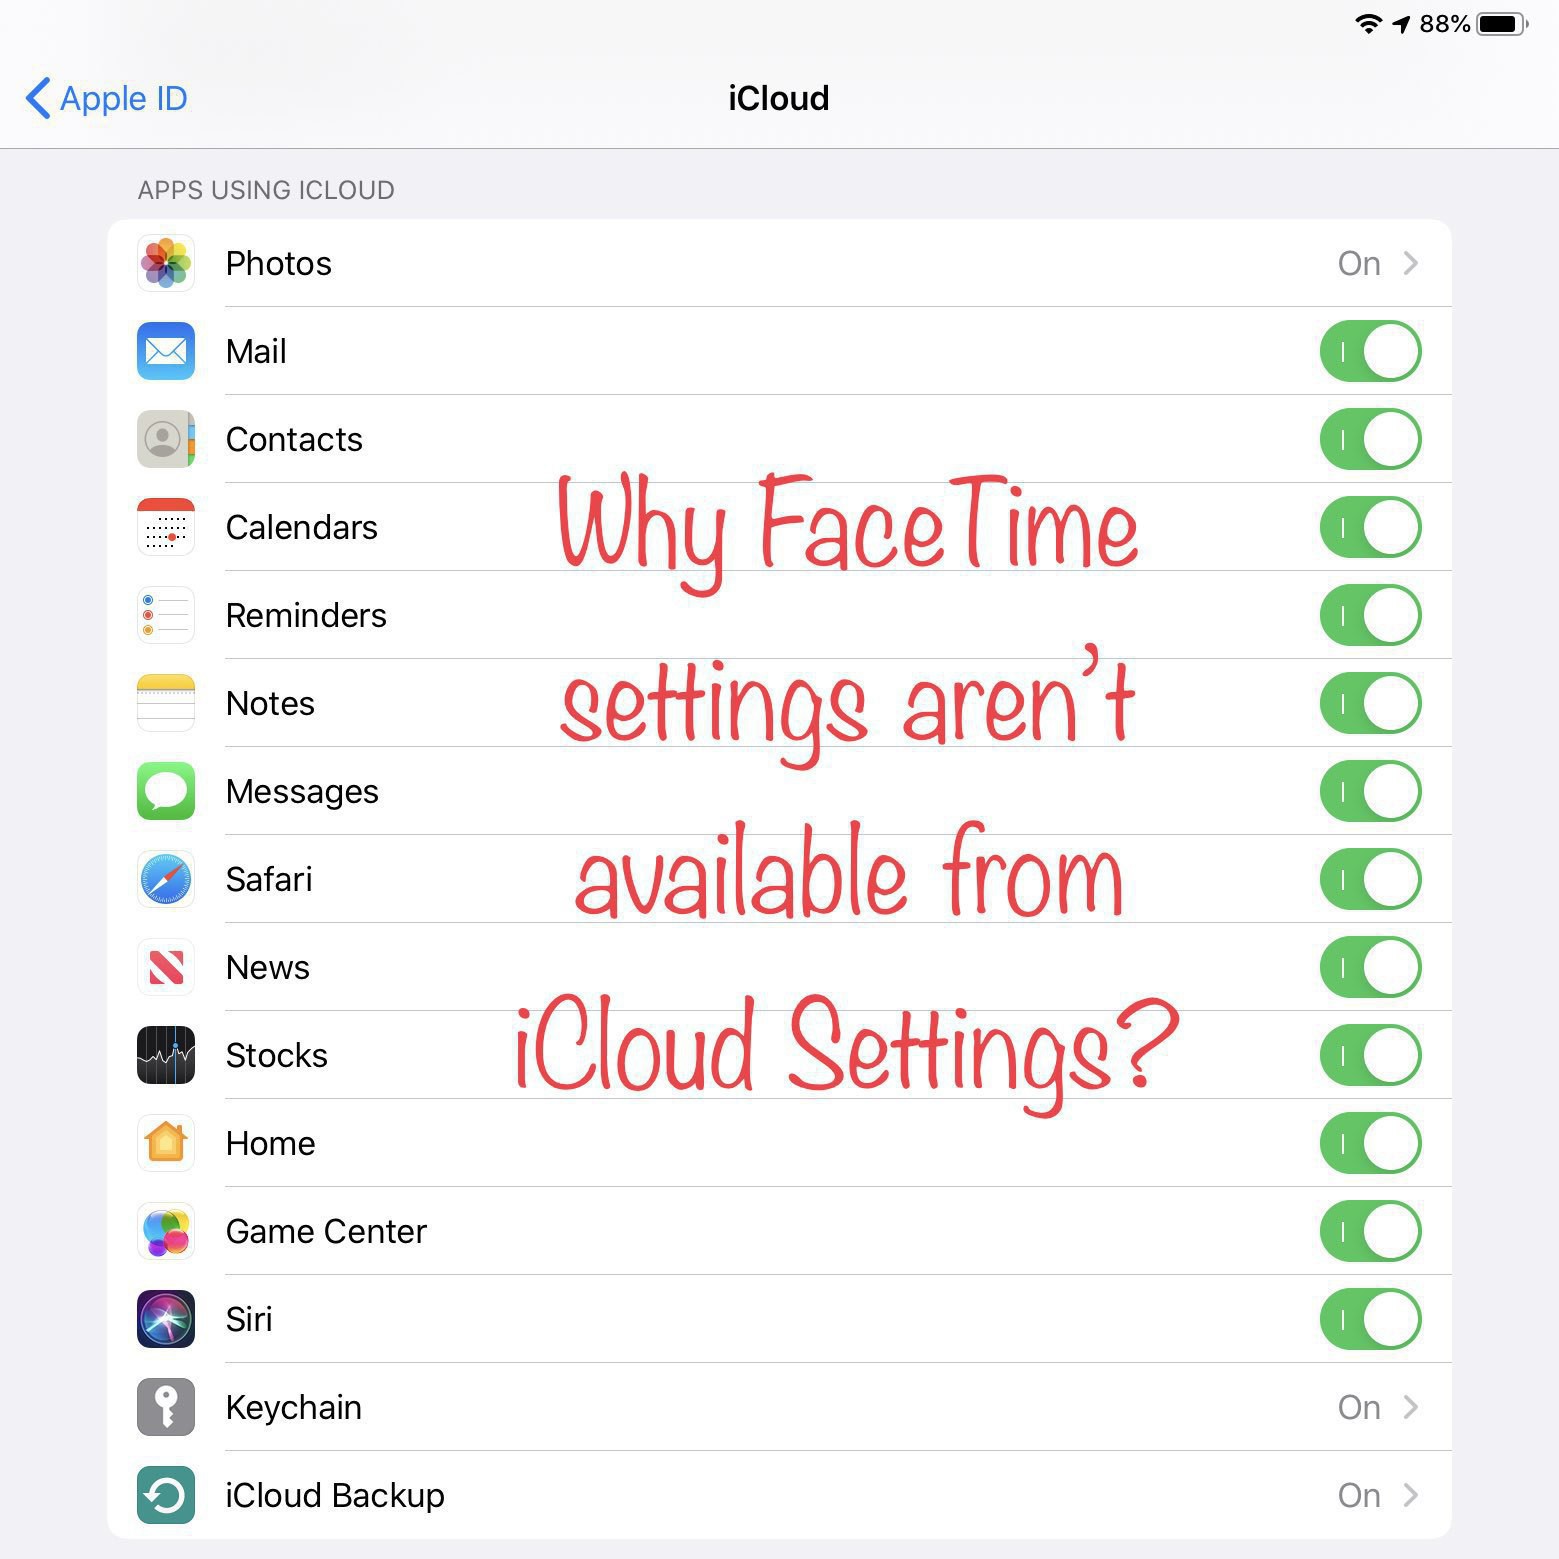 88%
Apple ID
iCloud
APPS USING ICLOUD
Photos On
Mail
Contacts
Calendars
Reminders
Notes
Messages
Safari
News
Stocks
Home
Game Center
Siri
Keychain On
iCloud Backup On
Why FaceTime
settings aren't
available from
iCloud Settings?